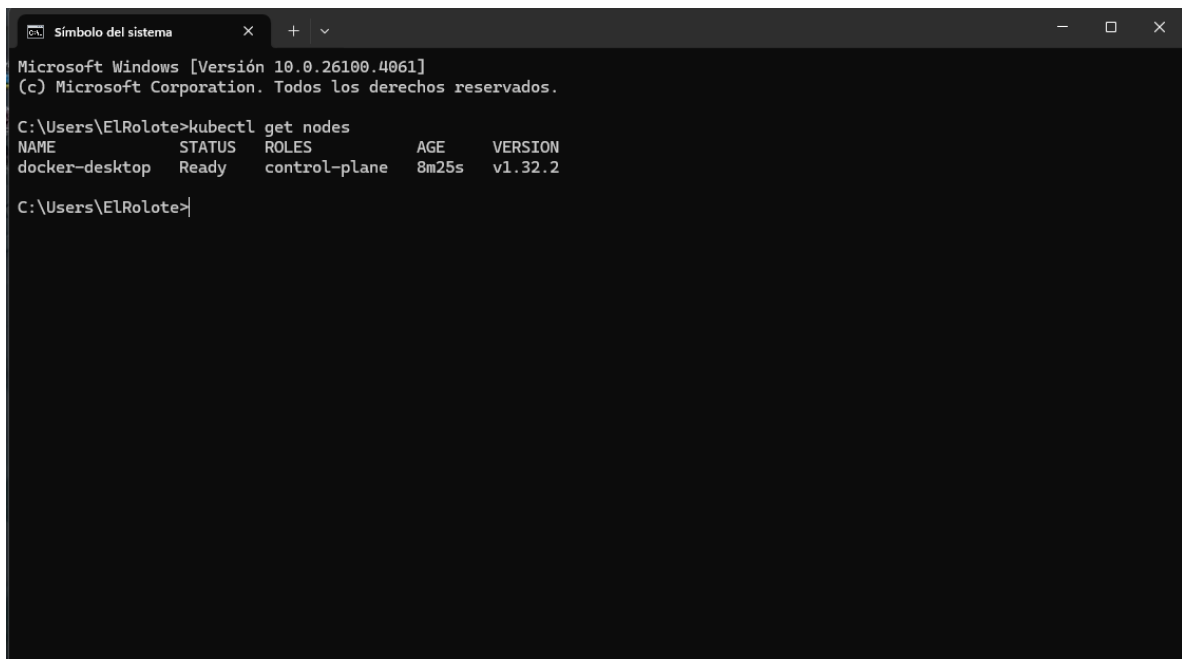 Símbolo del sistema
Microsoft Windows [Versión 10.0.26100.4061]
(c) Microsoft Corporation. Todos los derechos reservados.
C:\Users\ElRolote>kubectl get nodes
NAME STATUS ROLES AGE VERSION
docker-desktop Ready control-plane 8m25s v1.32.2
C:\Users\ElRolote>